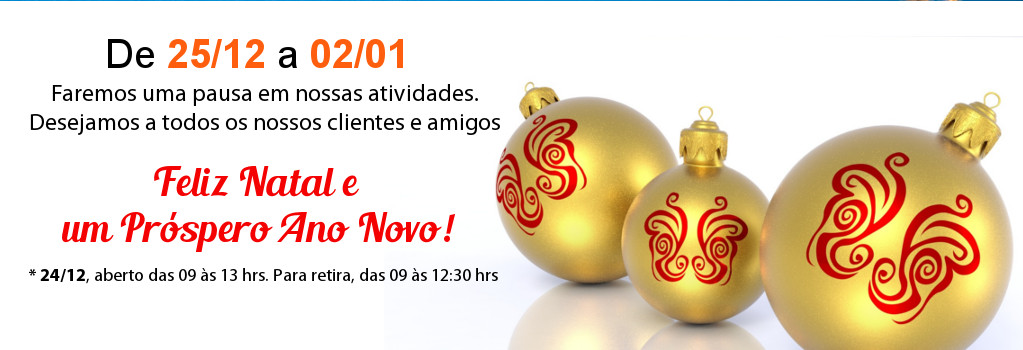 De 25/12 a 02/01
Faremos uma pausa em nossas atividades.
Desejamos a todos os nossos clientes e amigos
Feliz Natal e
um Próspero Ano Novo!
* 24/12, aberto das 09 às 13 hrs. Para retira, das 09 às 12:30 hrs